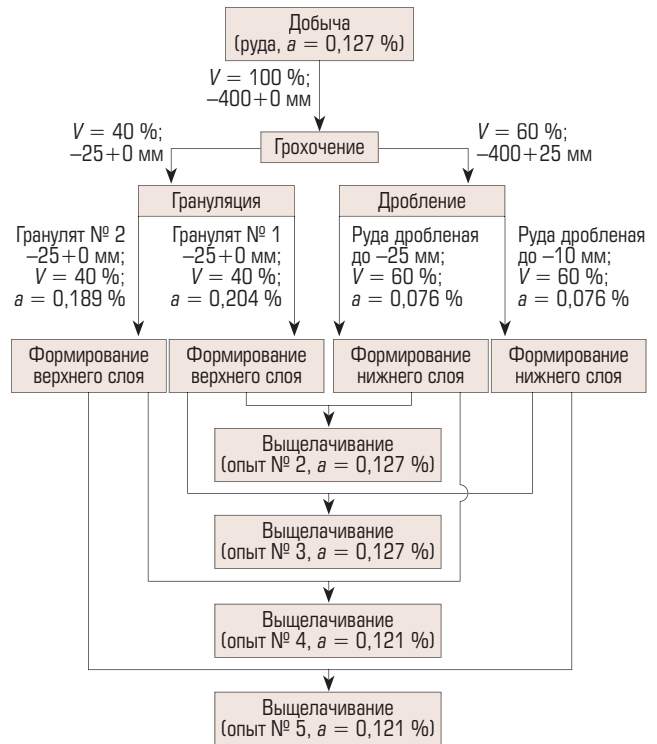 Добыча
(руда, a = 0,127 %)
V = 100 %;
–400+0 мм
V = 40 %;
–25+0 мм
Грохочение
V = 60 %;
–400+25 мм
Грануляция
Дробление
Гранулят № 2
–25+0 мм;
V = 40 %;
a = 0,189 %
Гранулят № 1
–25+0 мм;
V = 40 %;
a = 0,204 %
Руда дробленая
до –25 мм;
V = 60 %;
a = 0,076 %
Руда дробленая
до –10 мм;
V = 60 %;
a = 0,076 %
Формирование
верхнего слоя
Формирование
верхнего слоя
Формирование
нижнего слоя
Формирование
нижнего слоя
Выщелачивание
(опыт № 2, a = 0,127 %)
Выщелачивание
(опыт № 3, a = 0,127 %)
Выщелачивание
(опыт № 4, a = 0,121 %)
Выщелачивание
(опыт № 5, a = 0,121 %)